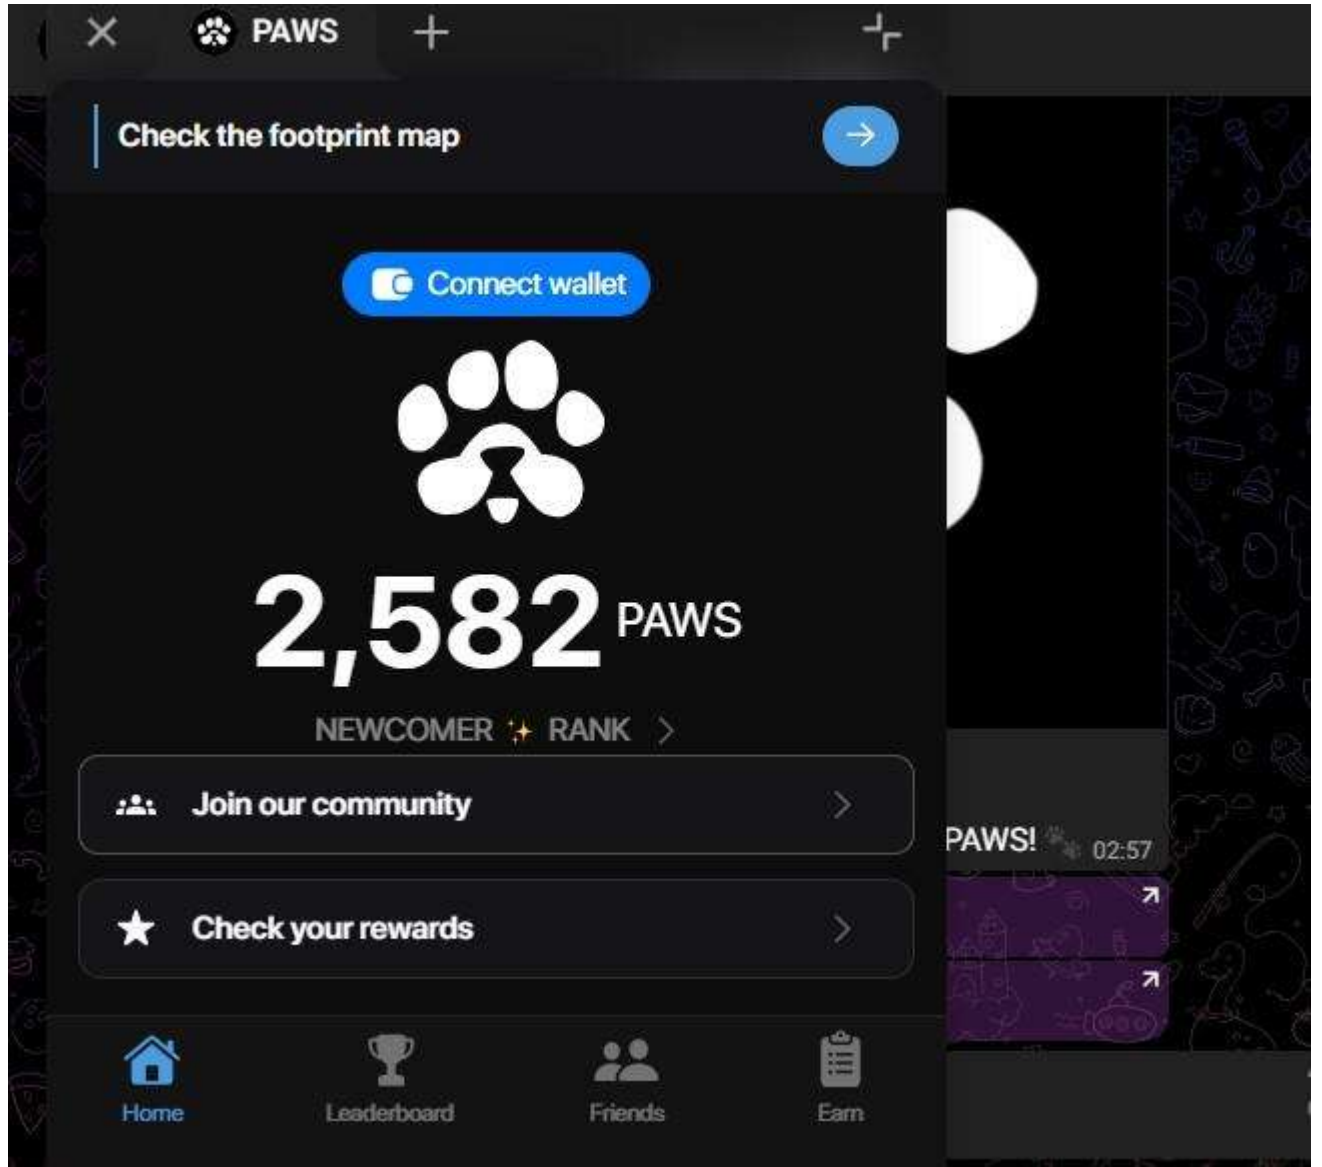 PAWS
Check the footprint map
Connect wallet
2,582 PAWS
NEWCOMER ✨ RANK
Join our community
PAWS! 🐾 02:57
Check your rewards
Home
Leaderboard
Friends
Earn